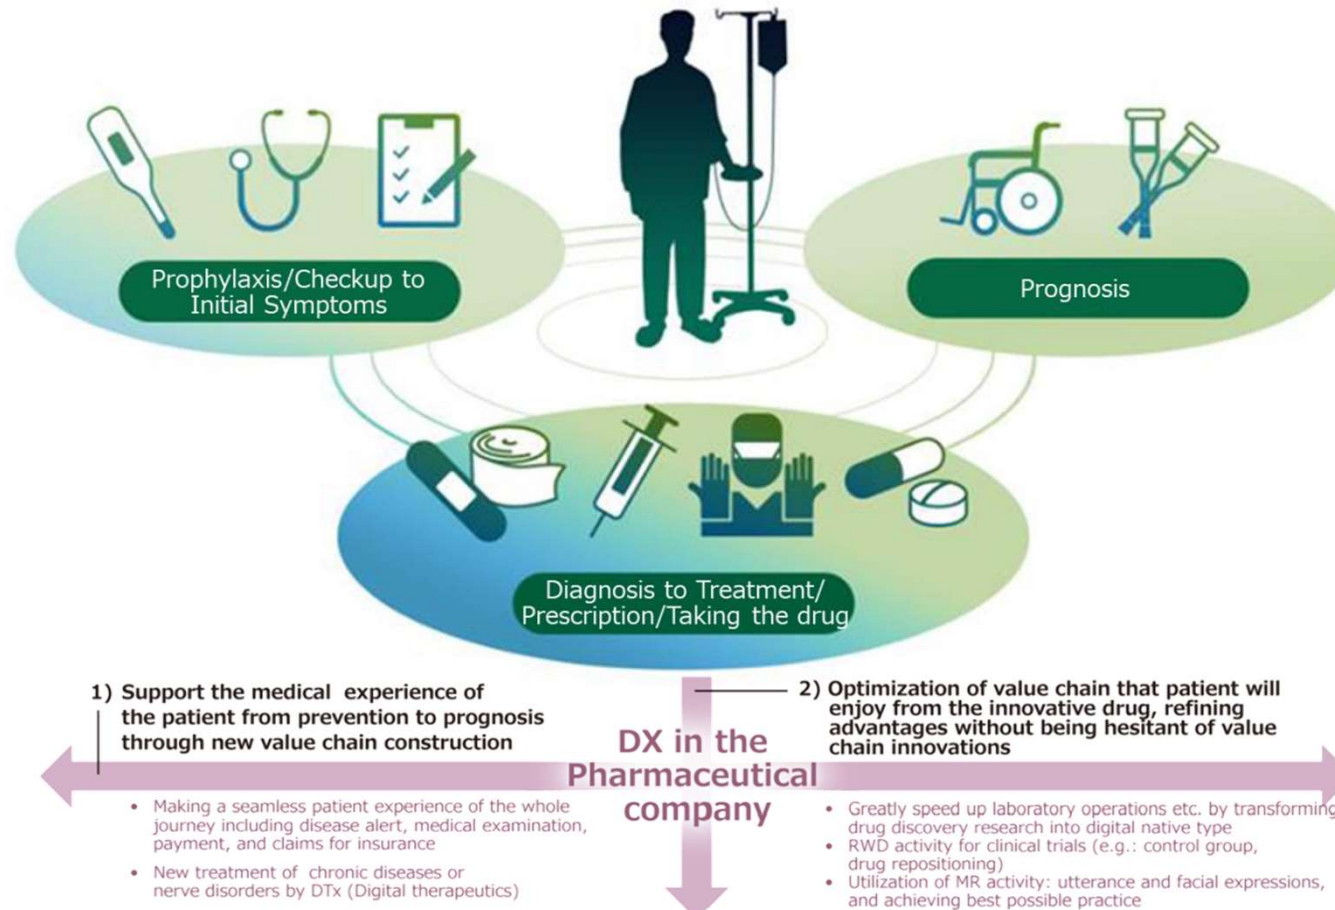 Prophylaxis/Checkup to
Initial Symptoms
Prognosis
Diagnosis to Treatment/
Prescription/Taking the drug
1) Support the medical experience of
the patient from prevention to prognosis
through new value chain construction
2) Optimization of value chain that patient will
enjoy from the innovative drug, refining
advantages without being hesitant of value
chain innovations
DX in the
Pharmaceutical
company
• Making a seamless patient experience of the whole
journey including disease alert, medical examination,
payment, and claims for insurance
• New treatment of chronic diseases or
nerve disorders by DTx (Digital therapeutics)
• Greatly speed up laboratory operations etc. by transforming
drug discovery research into digital native type
• RWD activity for clinical trials (e.g.: control group,
drug repositioning)
• Utilization of MR activity: utterance and facial expressions,
and achieving best possible practice